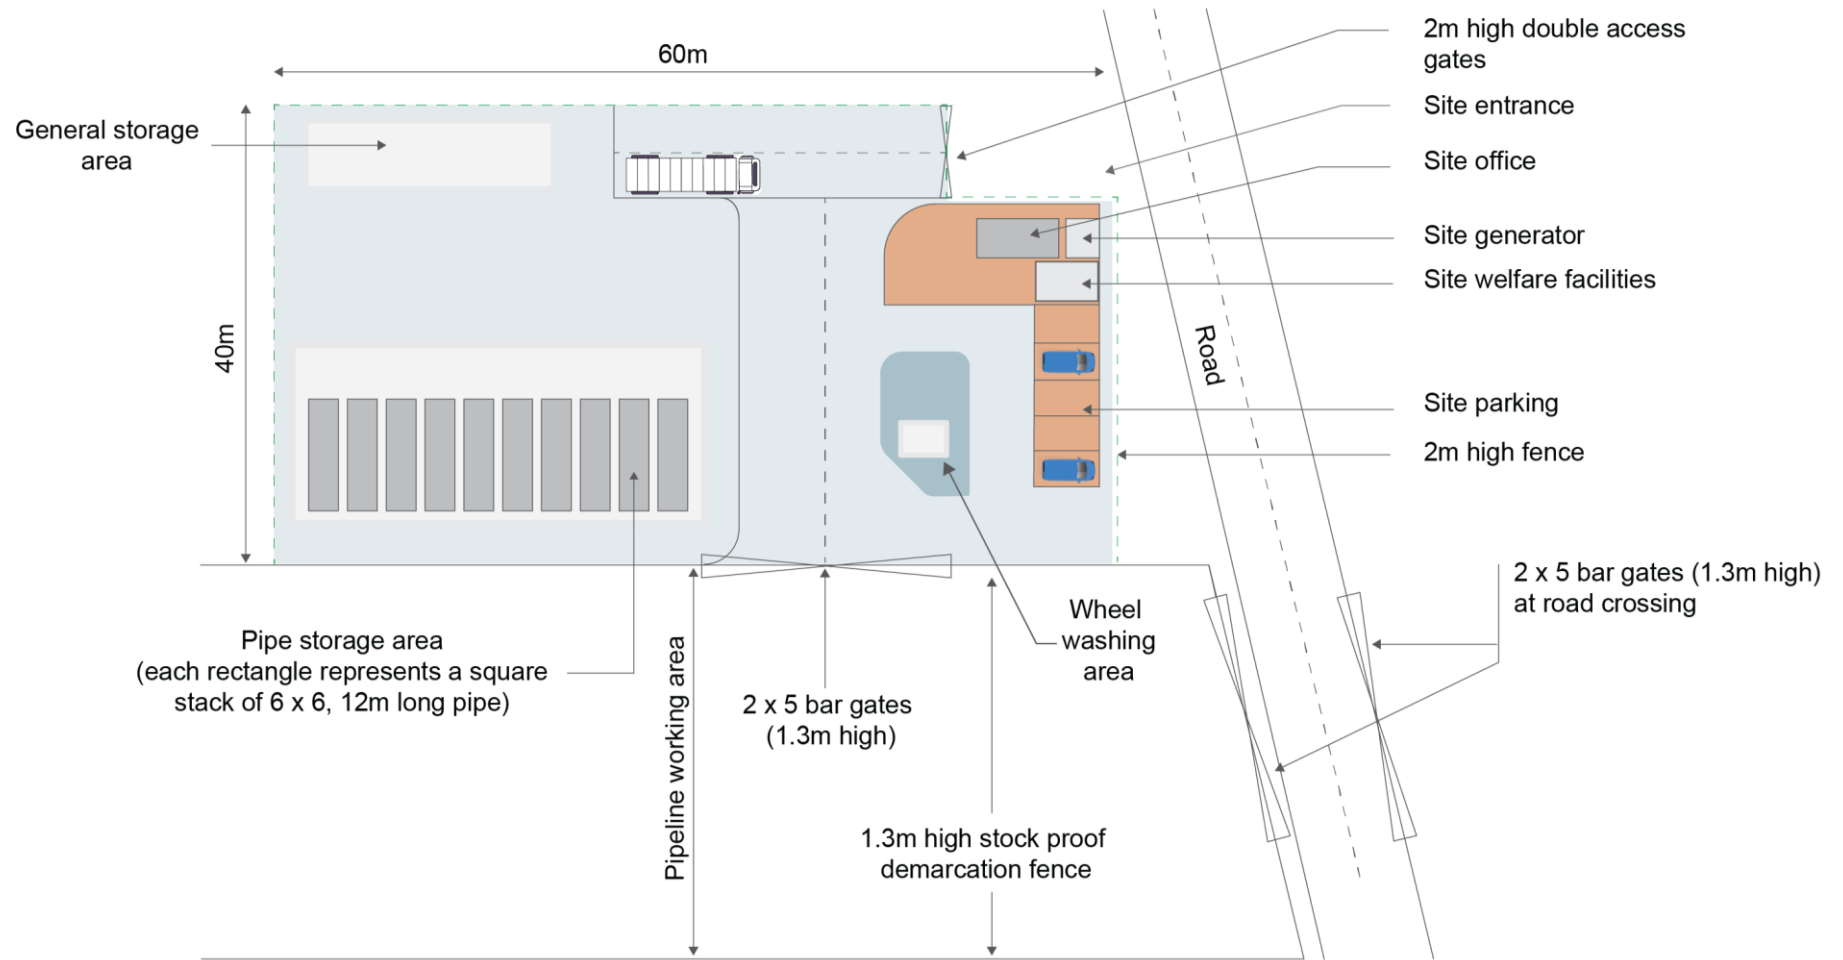 60m
2m high double access
gates
Site entrance
General storage
area
Site office
Site generator
Site welfare facilities
40m
Road
Site parking
2m high fence
2 x 5 bar gates (1.3m high)
at road crossing
Pipe storage area
(each rectangle represents a square
stack of 6 x 6, 12m long pipe)
Pipeline working area
2 x 5 bar gates
(1.3m high)
Wheel
washing
area
1.3m high stock proof
demarcation fence